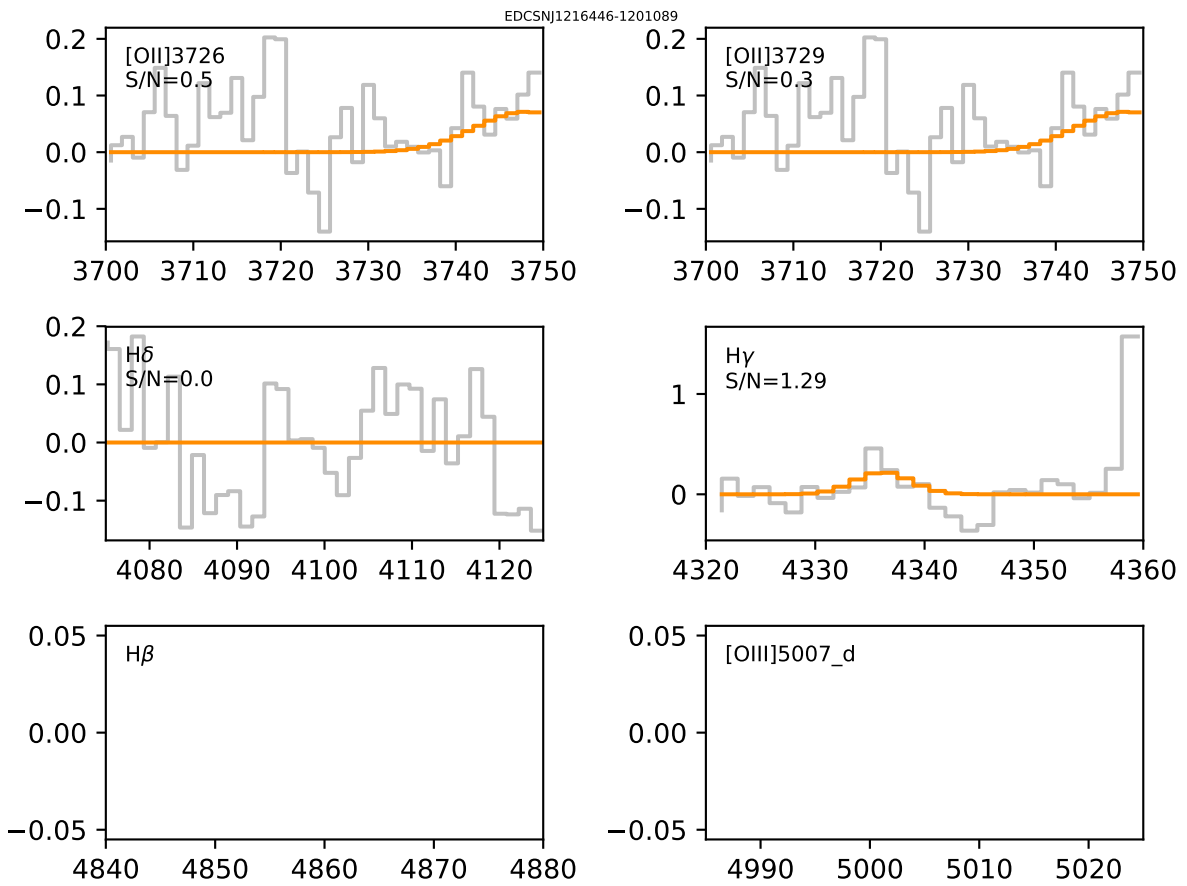 EDCSNJ1216446-1201089
[OII]3726
S/N=0.5
0.2
0.1
0.0
−0.1
3700 3710 3720 3730 3740 3750
[OII]3729
S/N=0.3
0.2
0.1
0.0
−0.1
3700 3710 3720 3730 3740 3750
Hδ
S/N=0.0
0.2
0.1
0.0
−0.1
4080 4090 4100 4110 4120
Hγ
S/N=1.29
1
0
4320 4330 4340 4350 4360
Hβ
0.05
0.00
−0.05
4840 4850 4860 4870 4880
[OIII]5007_d
0.05
0.00
−0.05
4990 5000 5010 5020